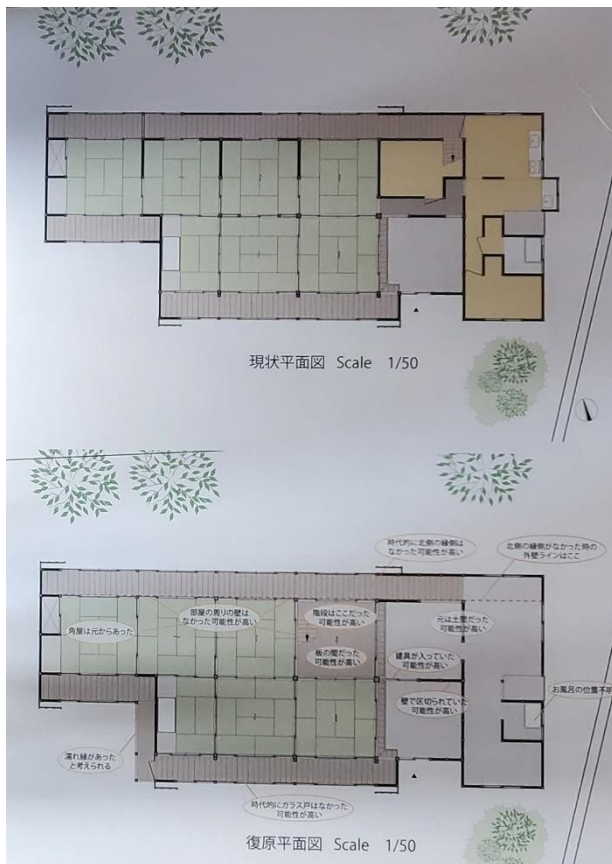 現状平面図 Scale 1/50
時代的に北側の縁側は
なかった可能性が高い
北側の縁側がなかった時の
外壁ラインはここ
部屋の周りの壁は
なかった可能性が高い
階段はここだった
可能性が高い
角屋は元からあった
元は土間だった
可能性が高い
板の間だった
可能性が高い
建具が入っていた
可能性が高い
壁で区切られていた
可能性が高い
お風呂の位置不明
濡れ縁があった
と考えられる
時代的にガラス戸はなかった
可能性が高い
復原平面図 Scale 1/50